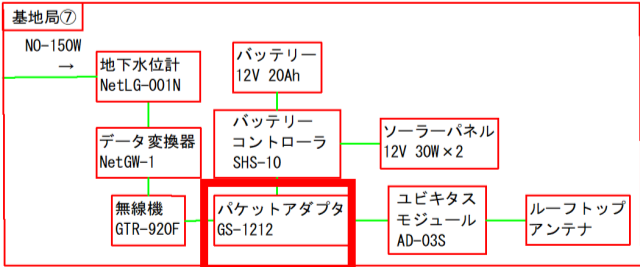 基地局⑦
NO-150W
→
地下水位計
NetLG-001N
バッテリー
12V 20Ah
データ変換器
NetGW-1
バッテリー
コントローラ
SHS-10
ソーラーパネル
12V 30W×2
無線機
GTR-920F
パケットアダプタ
GS-1212
ユビキタス
モジュール
AD-03S
ルーフトップ
アンテナ